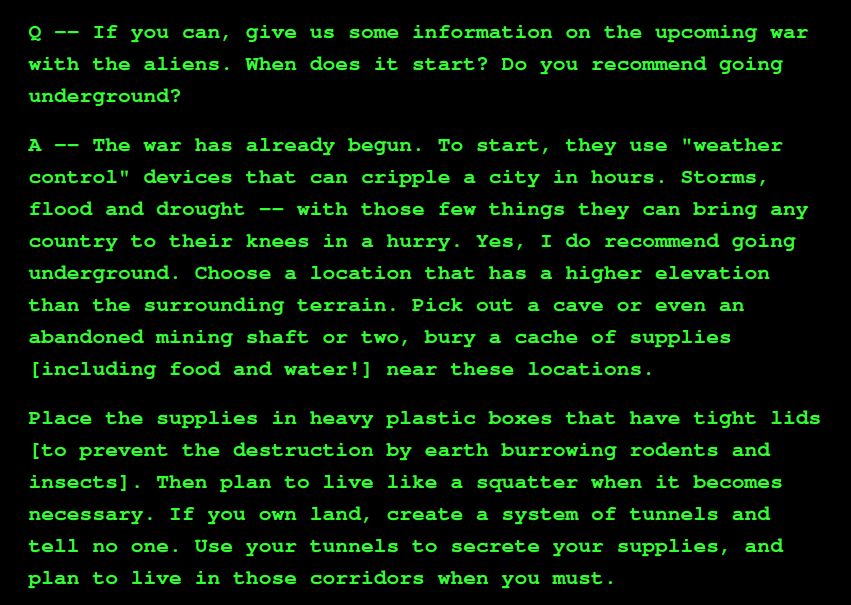 Q -- If you can, give us some information on the upcoming war
with the aliens. When does it start? Do you recommend going
underground?
A -- The war has already begun. To start, they use "weather
control" devices that can cripple a city in hours. Storms,
flood and drought -- with those few things they can bring any
country to their knees in a hurry. Yes, I do recommend going
underground. Choose a location that has a higher elevation
than the surrounding terrain. Pick out a cave or even an
abandoned mining shaft or two, bury a cache of supplies
[including food and water!] near these locations.
Place the supplies in heavy plastic boxes that have tight lids
[to prevent the destruction by earth burrowing rodents and
insects]. Then plan to live like a squatter when it becomes
necessary. If you own land, create a system of tunnels and
tell no one. Use your tunnels to secrete your supplies, and
plan to live in those corridors when you must.